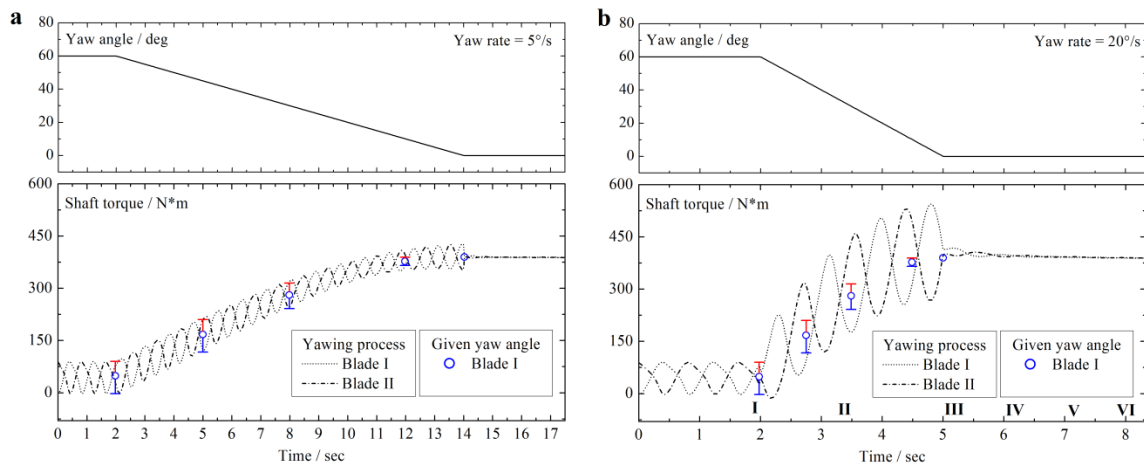 a
Yaw angle / deg
Yaw rate = 5°/s
80
60
40
20
0
600
450
300
150
0
Shaft torque / N*m
Yawing process
Blade I
Blade II
Given yaw angle
Blade I
0 1 2 3 4 5 6 7 8 9 10 11 12 13 14 15 16 17
Time / sec
b
Yaw angle / deg
Yaw rate = 20°/s
80
60
40
20
0
600
450
300
150
0
Shaft torque / N*m
Yawing process
Blade I
Blade II
Given yaw angle
Blade I
I II III IV V VI
0 1 2 3 4 5 6 7 8
Time / sec